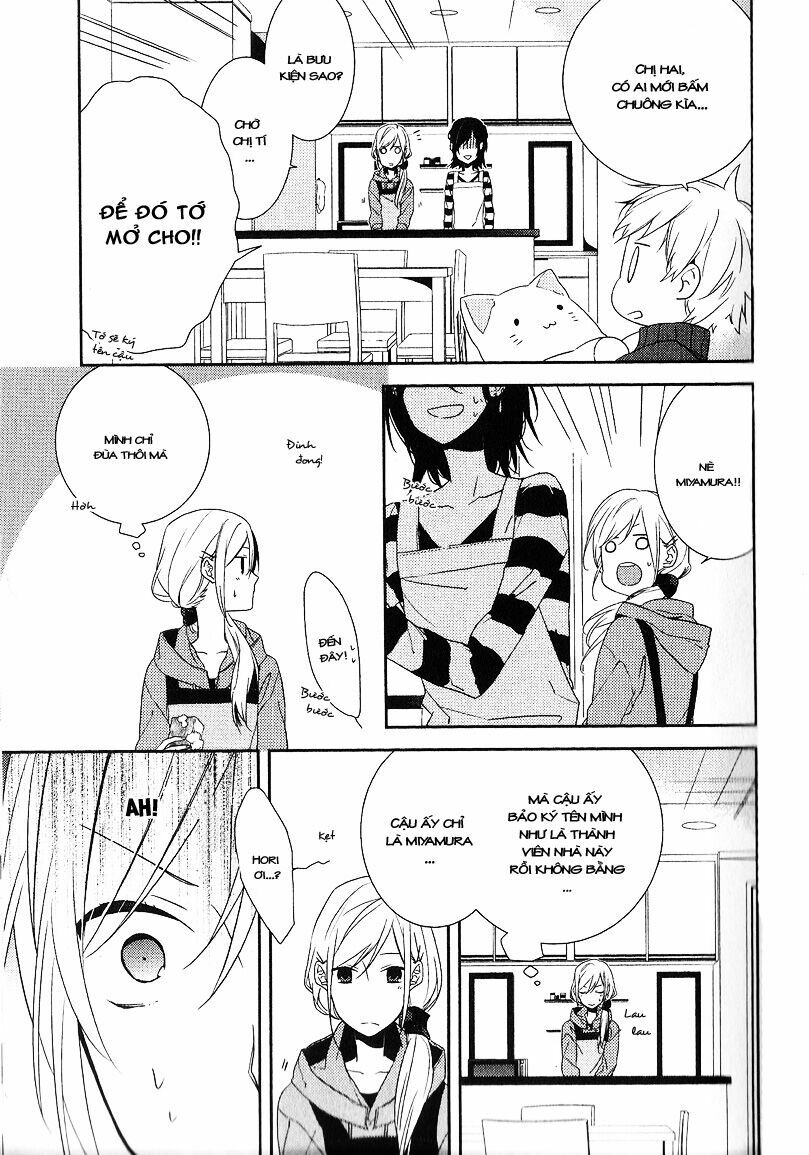 CHỊ HAI,
CÓ AI MỚI BẤM
CHUÔNG KÌA...
LÀ BƯU
KIỆN SAO?
CHỜ
CHỊ TÍ
...
ĐỂ ĐÓ TỚ
MỞ CHO!!
Tớ sẽ ký
tên cậu
NÈ
MIYAMURA!!
Bước
bước
Đinh
đong!
MÌNH CHỈ
ĐÙA THÔI MÀ
Hah
ĐẾN
ĐÂY!
Bước
bước
MÀ CẬU ẤY
BẢO KÝ TÊN MÌNH
NHƯ LÀ THÀNH
VIÊN NHÀ NÀY
RỒI KHÔNG BẰNG
...
Lau
lau
CẬU ẤY CHỈ
LÀ MIYAMURA
...
Kẹt
HORI
ƠI...?
AH!